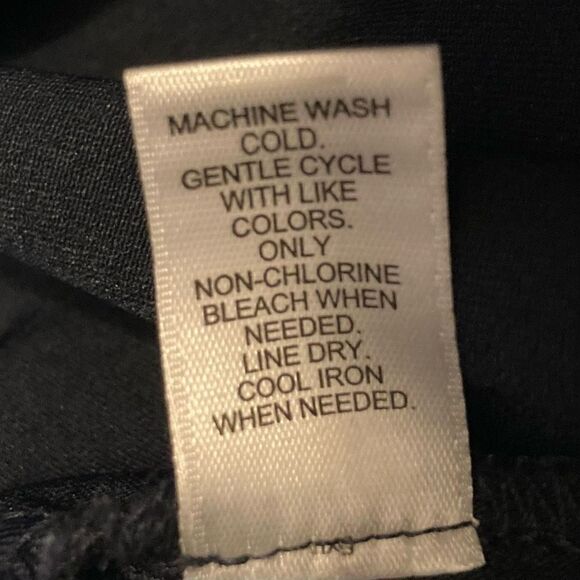 MACHINE WASH
COLD.
GENTLE CYCLE
WITH LIKE
COLORS.
ONLY
NON-CHLORINE
BLEACH WHEN
NEEDED.
LINE DRY.
COOL IRON
WHEN NEEDED.